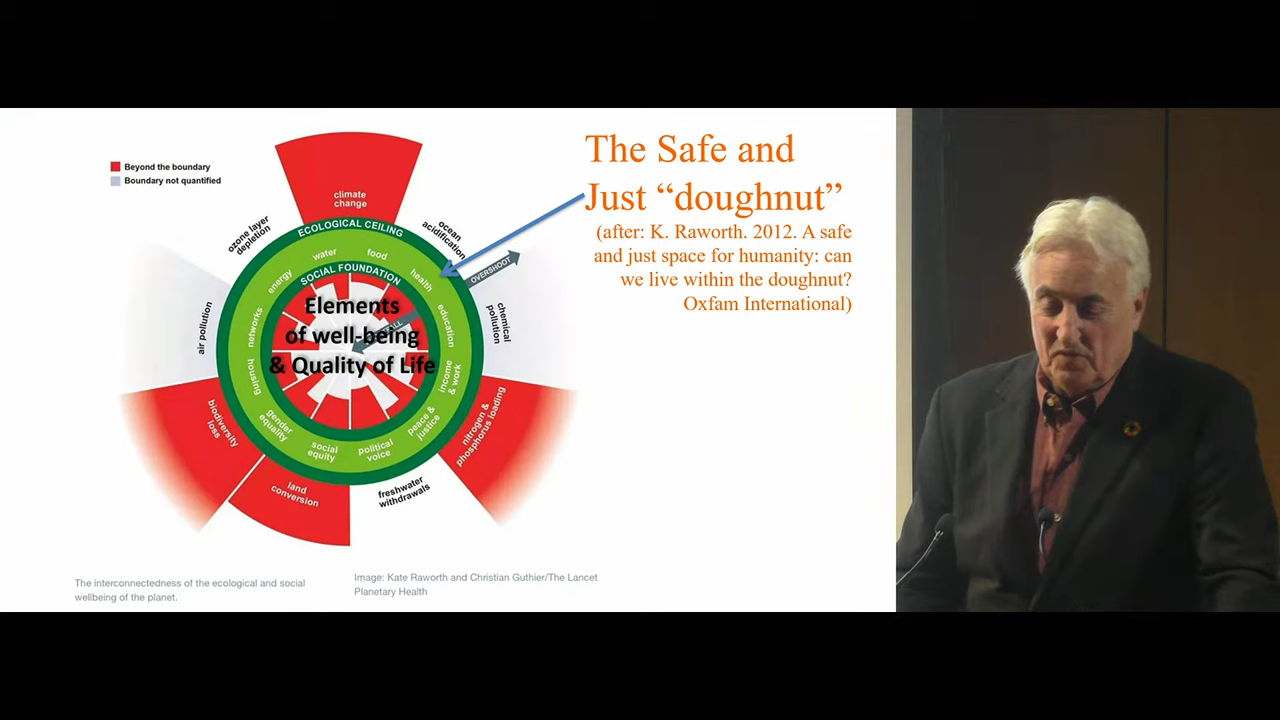 The Safe and
Just “doughnut”
(after: K. Raworth. 2012. A safe
and just space for humanity: can
we live within the doughnut?
Oxfam International)
Beyond the boundary
Boundary not quantified
climate
change
ocean
acidification
chemical
pollution
nitrogen &
phosphorus loading
freshwater
withdrawals
land
conversion
biodiversity
loss
air pollution
ozone layer
depletion
ECOLOGICAL CEILING
OVERSHOOT
water
food
health
education
income
& work
peace &
justice
political
voice
social
equity
gender
equality
housing
networks
energy
SOCIAL FOUNDATION
Elements
of well-being
& Quality of Life
The interconnectedness of the ecological and social
wellbeing of the planet.
Image: Kate Raworth and Christian Guthier/The Lancet
Planetary Health